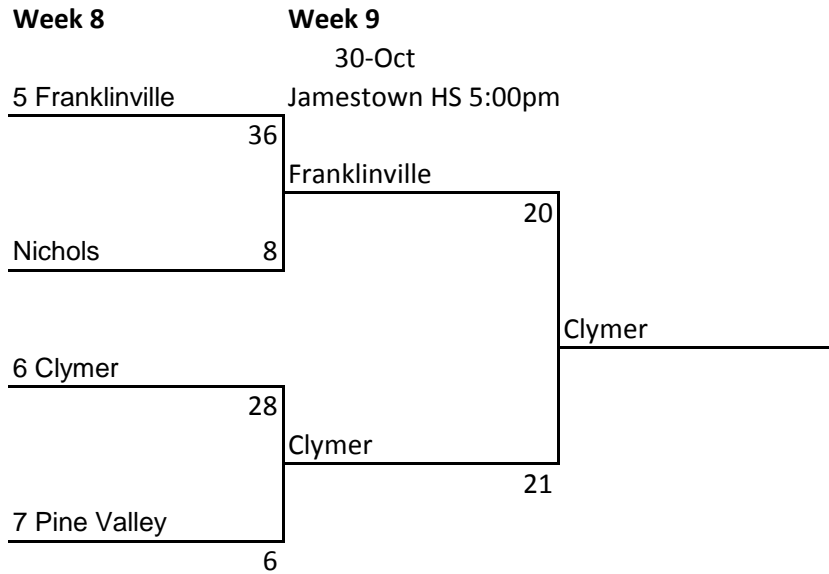 Week 8 Week 9
30-Oct
5 Franklinville Jamestown HS 5:00pm
36
Franklinville
20
Nichols 8
Clymer
6 Clymer
28
Clymer
21
7 Pine Valley
6